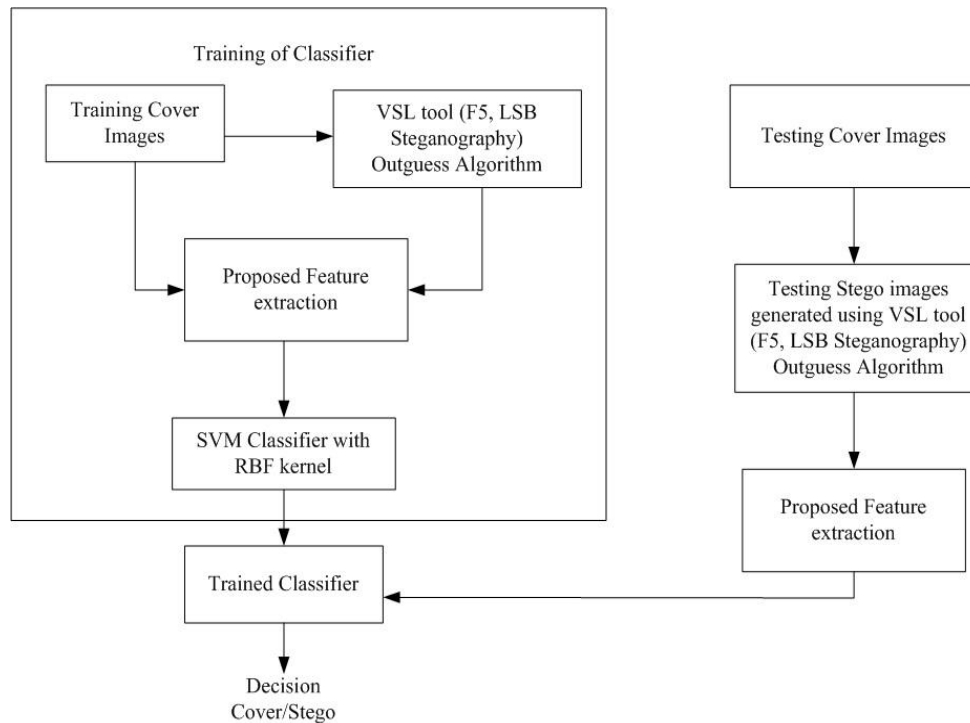 Training of Classifier
Training Cover
Images
VSL tool (F5, LSB
Steganography)
Outguess Algorithm
Proposed Feature
extraction
SVM Classifier with
RBF kernel
Trained Classifier
Decision
Cover/Stego
Testing Cover Images
Testing Stego images
generated using VSL tool
(F5, LSB Steganography)
Outguess Algorithm
Proposed Feature
extraction